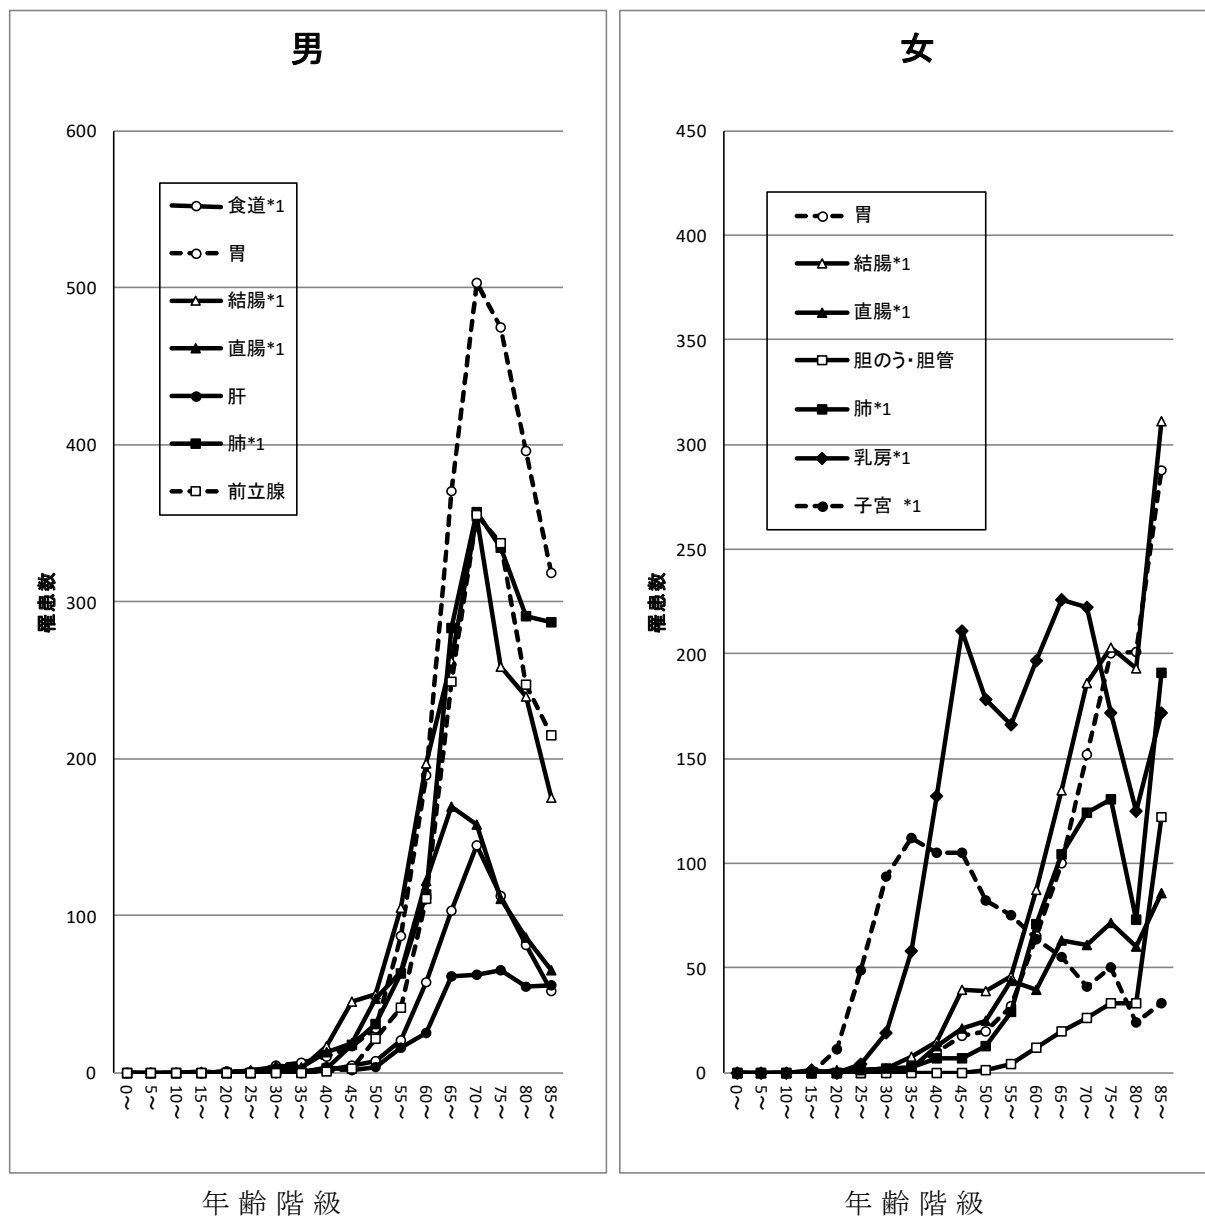 男
600
500
400
300
200
100
0
罹患数
食道*1
胃
結腸*1
直腸*1
肝
肺*1
前立腺
0～
5～
10～
15～
20～
25～
30～
35～
40～
45～
50～
55～
60～
65～
70～
75～
80～
85～
年齢階級
女
450
400
350
300
250
200
150
100
50
0
罹患数
胃
結腸*1
直腸*1
胆のう・胆管
肺*1
乳房*1
子宮 *1
0～
5～
10～
15～
20～
25～
30～
35～
40～
45～
50～
55～
60～
65～
70～
75～
80～
85～
年齢階級